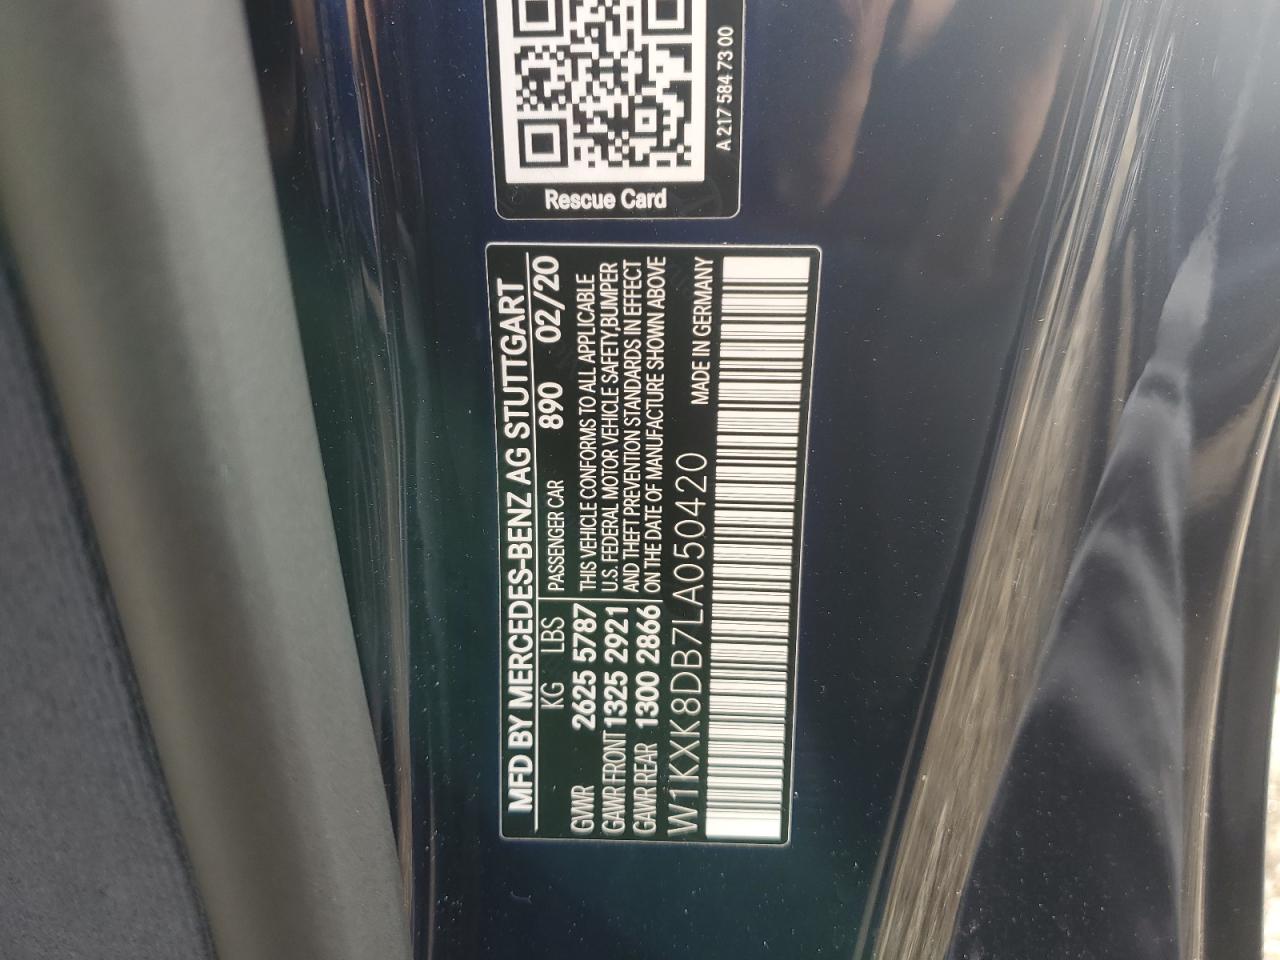 MFD BY MERCEDES-BENZ AG STUTTGART
KG LBS PASSENGER CAR 890 02/20
GVWR 2625 5787 THIS VEHICLE CONFORMS TO ALL APPLICABLE
GAWR FRONT 1325 2921 U.S. FEDERAL MOTOR VEHICLE SAFETY,BUMPER
GAWR REAR 1300 2866 AND THEFT PREVENTION STANDARDS IN EFFECT
ON THE DATE OF MANUFACTURE SHOWN ABOVE
W1KXK8DB7LA050420 MADE IN GERMANY
Rescue Card
A 217 584 73 00